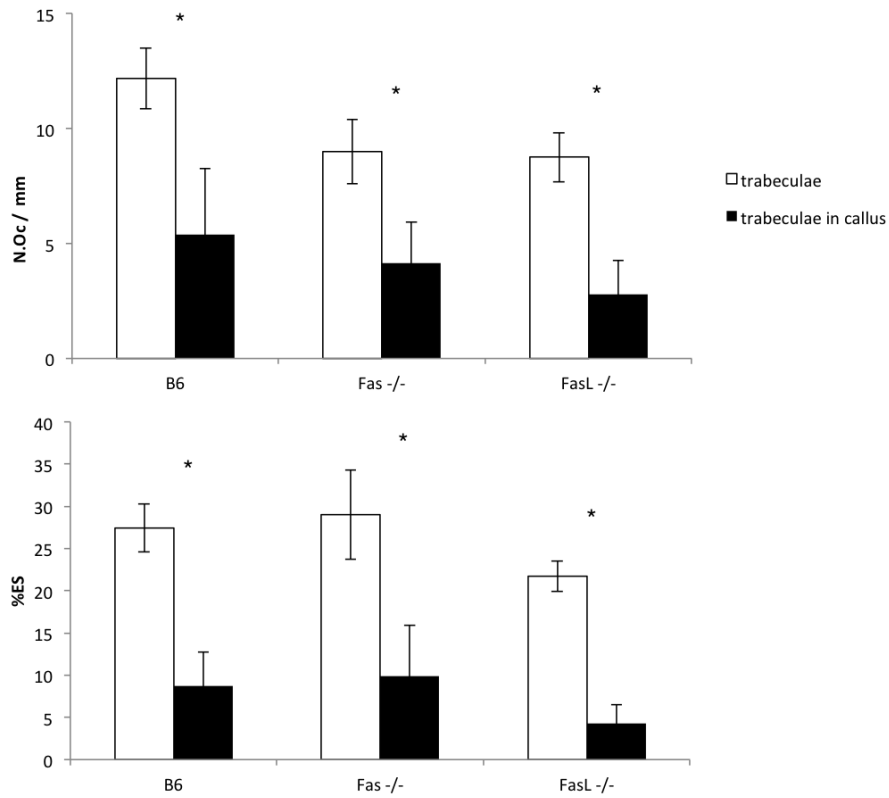 15
10
5
0
N.Oc / mm
*
*
*
B6
Fas -/-
FasL -/-
trabeculae
trabeculae in callus
40
35
30
25
20
15
10
5
0
%ES
*
*
*
B6
Fas -/-
FasL -/-